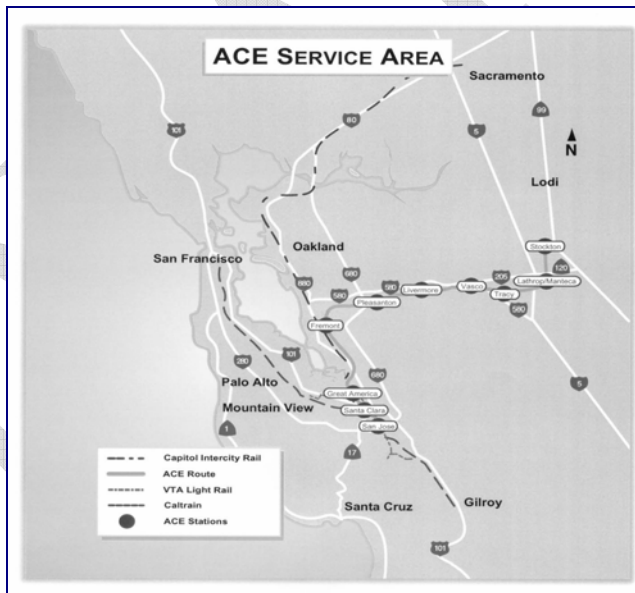 ACE SERVICE AREA
Sacramento
101
80
5
99
N
Lodi
Stockton
Oakland
San Francisco
680
205
120
880
580
580
Lathrop/Manteca
Livermore
Vasco
Tracy
Pleasanton
580
Fremont
101
280
680
Palo Alto
Great America
5
Mountain View
Santa Clara
San Jose
1
17
Capitol Intercity Rail
ACE Route
VTA Light Rail
Caltrain
ACE Stations
Santa Cruz
Gilroy
101